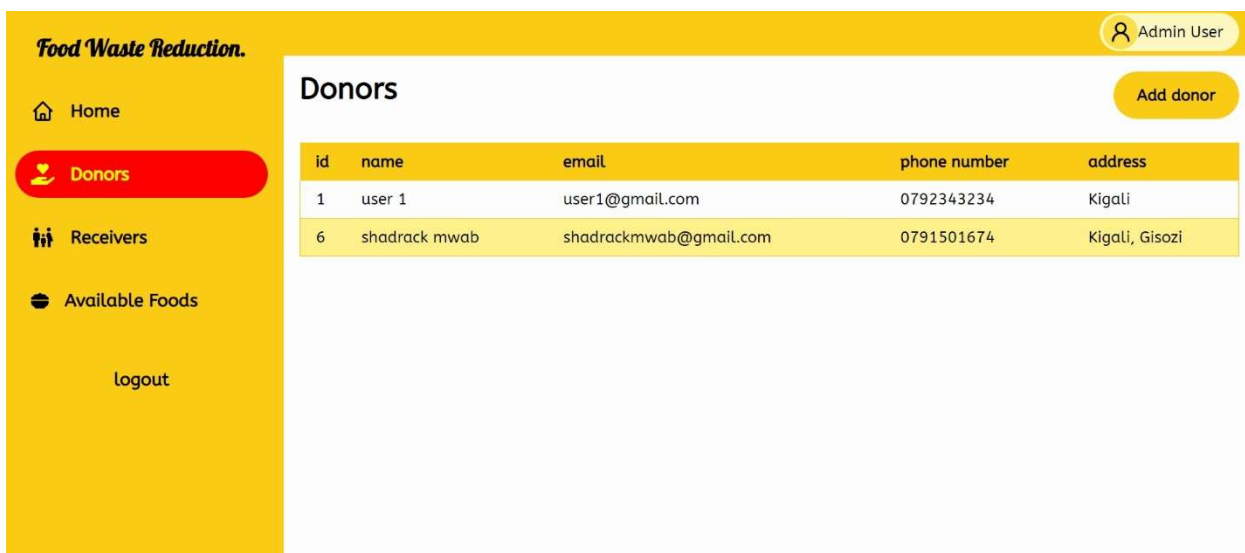 Food Waste Reduction.
Admin User
Home
Donors
Receivers
Available Foods
logout
Donors
Add donor
id name email phone number address
1 user 1 user1@gmail.com 0792343234 Kigali
6 shadrack mwab shadrackmwab@gmail.com 0791501674 Kigali, Gisozi